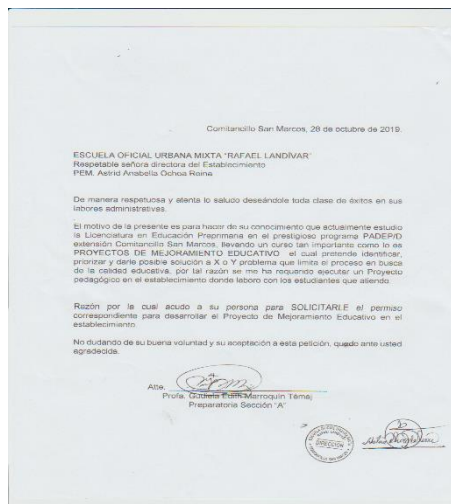 Comitancillo San Marcos, 28 de octubre de 2019.
ESCUELA OFICIAL URBANA MIXTA "RAFAEL LANDÍVAR"
Respetable señora directora del Establecimiento
PEM. Astrid Anabella Ochoa Reina
De manera respetuosa y atenta lo saludo deseándole toda clase de éxitos en sus
labores administrativas.
El motivo de la presente es para hacer de su conocimiento que actualmente estudio
la Licenciatura en Educación Preprimaria en el prestigioso programa PADEP/D
extensión Comitancillo San Marcos, llevando un curso tan importante como lo es
PROYECTOS DE MEJORAMIENTO EDUCATIVO el cual pretende identificar,
priorizar y darle posible solución a X o Y problema que limita el proceso en busca
de la calidad educativa, por tal razón se me ha requerido ejecutar un Proyecto
pedagógico en el establecimiento donde laboro con los estudiantes que atiendo.
Razón por la cual acudo a su persona para SOLICITARLE el permiso
correspondiente para desarrollar el Proyecto de Mejoramiento Educativo en el
establecimiento.
No dudando de su buena voluntad y su aceptación a esta petición, quedo ante usted
agradecida.
Atte.
Profa. Gudiela Edith Marroquín Témaj
Preparatoria Sección "A"
DIRECCIÓN